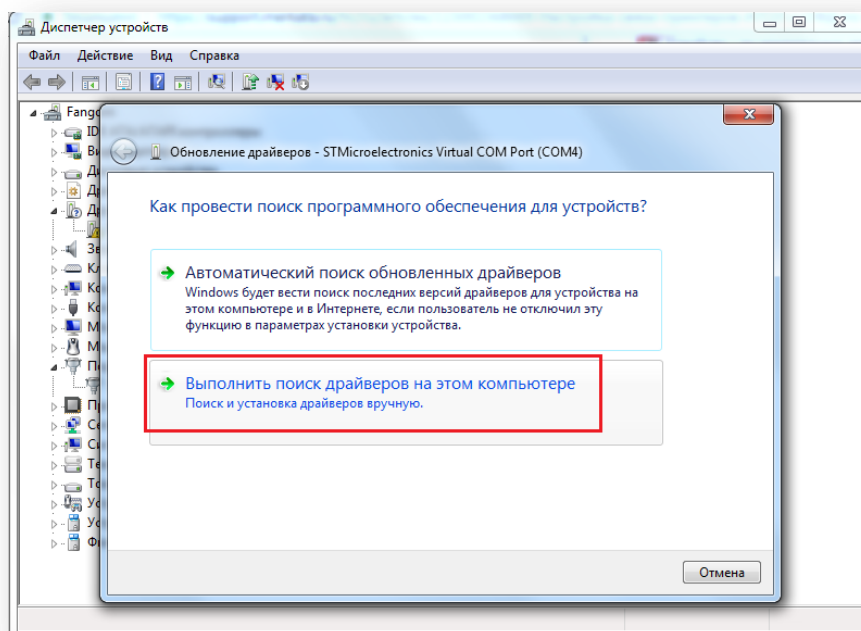 Диспетчер устройств
Файл Действие Вид Справка
Обновление драйверов - STMicroelectronics Virtual COM Port (COM4)
Как провести поиск программного обеспечения для устройств?
Автоматический поиск обновленных драйверов
Windows будет вести поиск последних версий драйверов для устройства на
этом компьютере и в Интернете, если пользователь не отключил эту
функцию в параметрах установки устройства.
Выполнить поиск драйверов на этом компьютере
Поиск и установка драйверов вручную.
Отмена